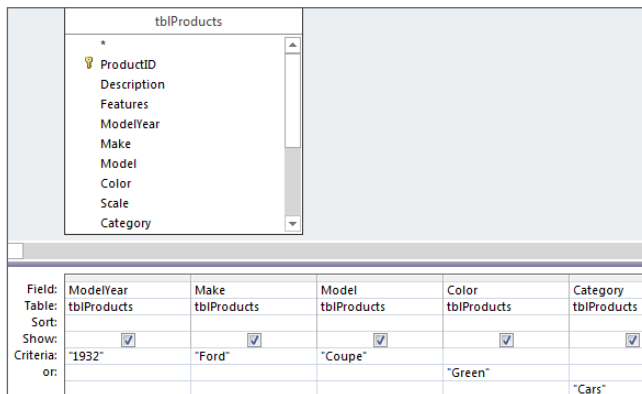 tblProducts
*
ProductID
Description
Features
ModelYear
Make
Model
Color
Scale
Category
Field: ModelYear Make Model Color Category
Table: tblProducts tblProducts tblProducts tblProducts tblProducts
Sort:
Show:
Criteria: "1932" "Ford" "Coupe"
or: "Green"
"Cars"